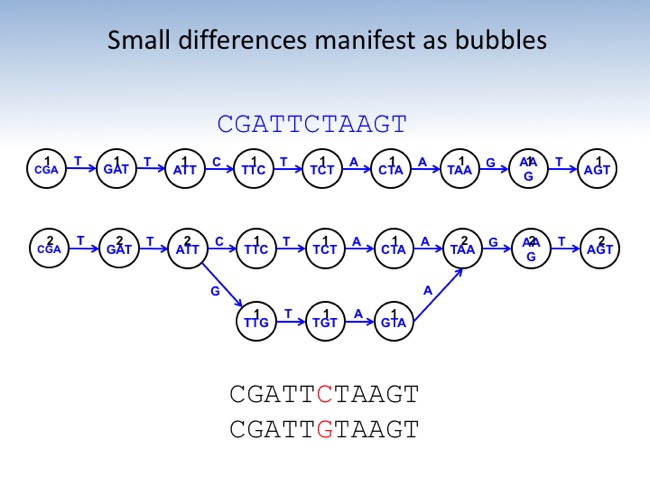 Small differences manifest as bubbles
CGATTCTAAGT
T T C T A A G T
1 1 1 1 1 1 1 1 1
CGA GAT ATT TTC TCT CTA TAA AAG AGT
T T C T A A G T
2 2 2 1 1 1 2 2 2
CGA GAT ATT TTC TCT CTA TAA AAG AGT
G T A A
1 1 1
TTG TGT GTA
CGATTCTAAGT
CGATTGTAAGT